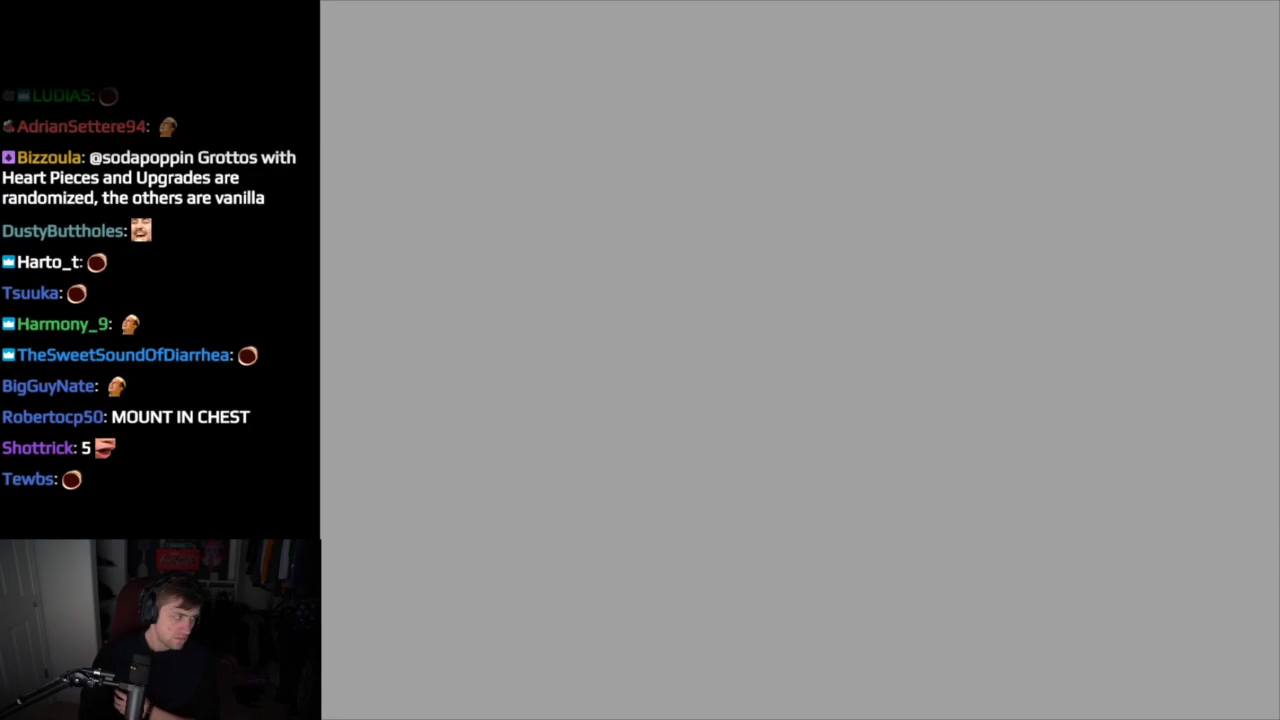 LUDIAS:
AdrianSettere94:
Bizzoula: @sodapoppin Grottos with
Heart Pieces and Upgrades are
randomized, the others are vanilla
DustyButtholes:
Harto_t:
Tsuuka:
Harmony_9:
TheSweetSoundOfDiarrhea:
BigGuyNate:
Robertocp50: MOUNT IN CHEST
Shottrick: 5
Tewbs: